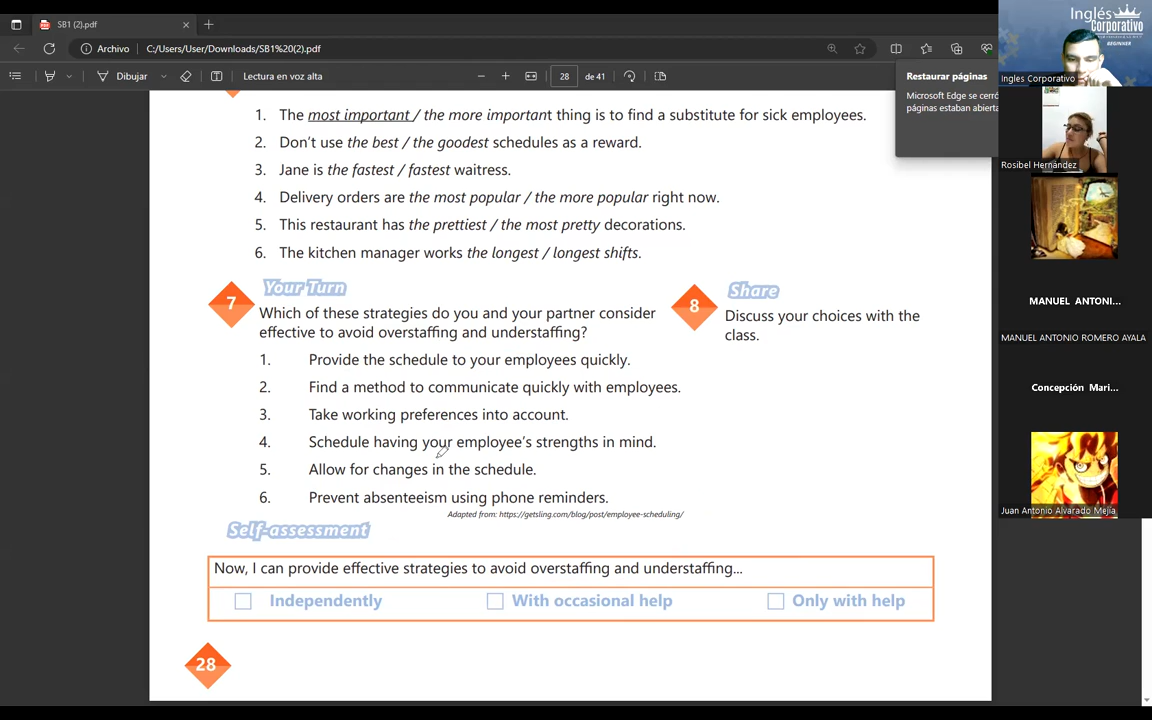 SB1 (2).pdf
Archivo
C:/Users/User/Downloads/SB1%20(2).pdf
Dibujar
Lectura en voz alta
28
de 41
Restaurar páginas
Microsoft Edge se cerró
páginas estaban abierta
1. The most important / the more important thing is to find a substitute for sick employees.
2. Don't use the best / the goodest schedules as a reward.
3. Jane is the fastest / fastest waitress.
4. Delivery orders are the most popular / the more popular right now.
5. This restaurant has the prettiest / the most pretty decorations.
6. The kitchen manager works the longest / longest shifts.
7
Your Turn
Which of these strategies do you and your partner consider
effective to avoid overstaffing and understaffing?
1. Provide the schedule to your employees quickly.
2. Find a method to communicate quickly with employees.
3. Take working preferences into account.
4. Schedule having your employee's strengths in mind.
5. Allow for changes in the schedule.
6. Prevent absenteeism using phone reminders.
Adapted from: https://getsling.com/blog/post/employee-scheduling/
8
Share
Discuss your choices with the
class.
Self-assessment
Now, I can provide effective strategies to avoid overstaffing and understaffing...
Independently
With occasional help
Only with help
28
Inglés
Corporativo
BEGINNER
Ingles Corporativo
Rosibel Hernández
MANUEL ANTONI...
MANUEL ANTONIO ROMERO AYALA
Concepción Mari...
Juan Antonio Alvarado Mejía